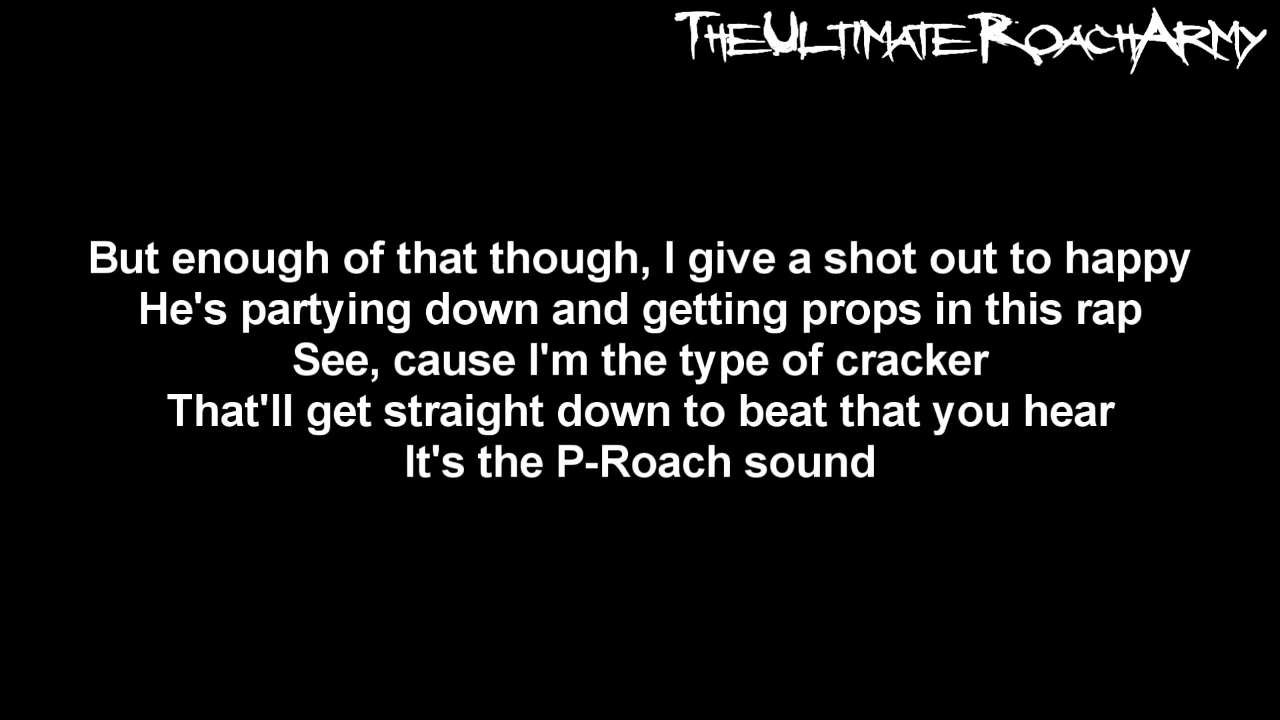 TheUltimateRoachArmy
But enough of that though, I give a shot out to happy
He's partying down and getting props in this rap
See, cause I'm the type of cracker
That'll get straight down to beat that you hear
It's the P-Roach sound